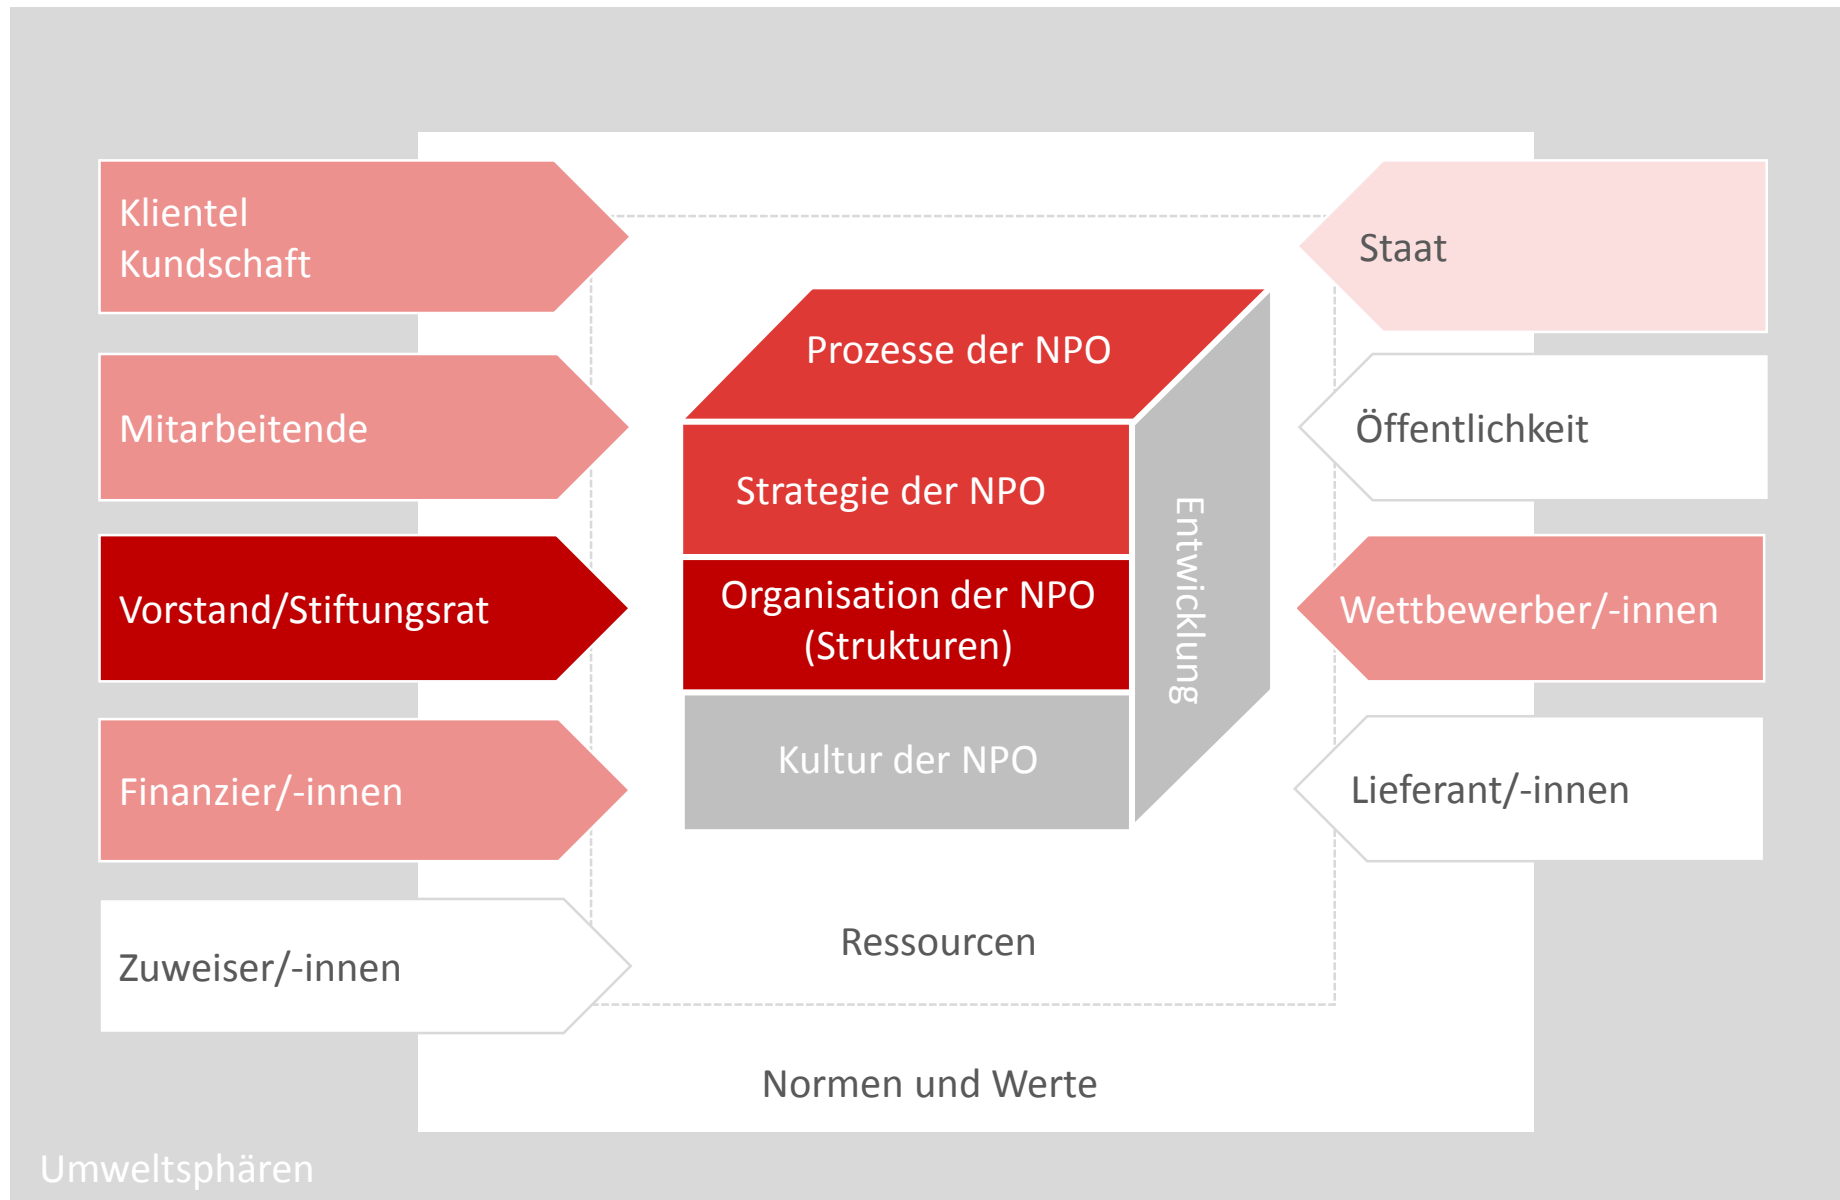 Klientel
Kundschaft
Mitarbeitende
Vorstand/Stiftungsrat
Finanzier/-innen
Zuweiser/-innen
Prozesse der NPO
Strategie der NPO
Organisation der NPO
(Strukturen)
Kultur der NPO
Entwicklung
Staat
Öffentlichkeit
Wettbewerber/-innen
Lieferant/-innen
Ressourcen
Normen und Werte
Umweltsphären